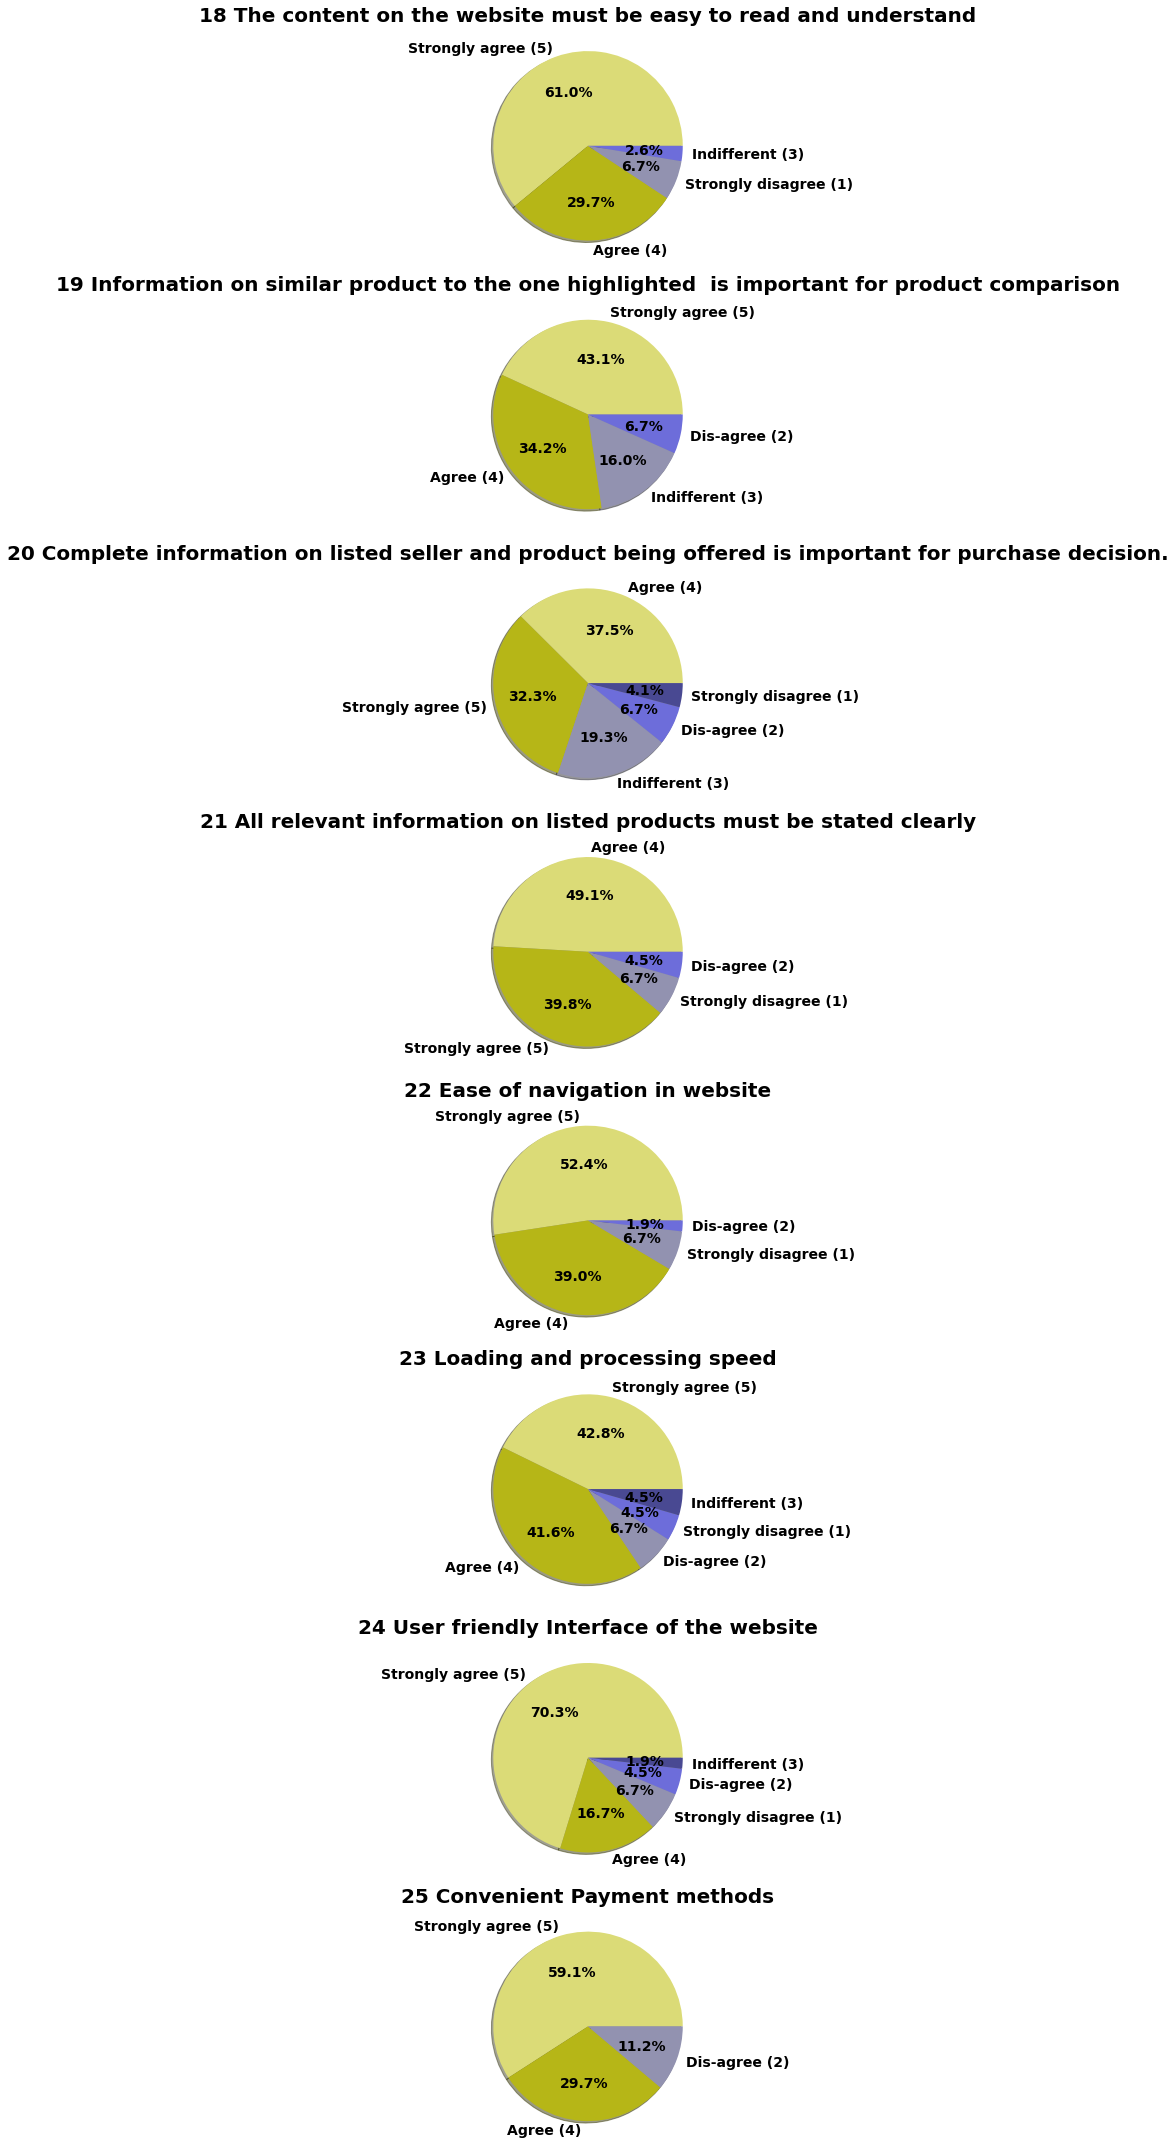 18 The content on the website must be easy to read and understand
Strongly agree (5)
61.0%
2.6%
Indifferent (3)
6.7%
Strongly disagree (1)
29.7%
Agree (4)
19 Information on similar product to the one highlighted  is important for product comparison
Strongly agree (5)
43.1%
6.7%
Dis-agree (2)
34.2%
16.0%
Agree (4)
Indifferent (3)
20 Complete information on listed seller and product being offered is important for purchase decision.
Agree (4)
37.5%
4.1%
Strongly disagree (1)
32.3%
Strongly agree (5)
6.7%
Dis-agree (2)
19.3%
Indifferent (3)
21 All relevant information on listed products must be stated clearly
Agree (4)
49.1%
4.5%
Dis-agree (2)
6.7%
Strongly disagree (1)
39.8%
Strongly agree (5)
22 Ease of navigation in website
Strongly agree (5)
52.4%
1.9%
Dis-agree (2)
6.7%
Strongly disagree (1)
39.0%
Agree (4)
23 Loading and processing speed
Strongly agree (5)
42.8%
4.5%
Indifferent (3)
4.5%
Strongly disagree (1)
41.6%
6.7%
Dis-agree (2)
Agree (4)
24 User friendly Interface of the website
Strongly agree (5)
70.3%
1.9%
Indifferent (3)
4.5%
Dis-agree (2)
6.7%
Strongly disagree (1)
16.7%
Agree (4)
25 Convenient Payment methods
Strongly agree (5)
59.1%
11.2%
Dis-agree (2)
29.7%
Agree (4)